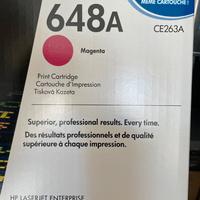 MÊME CARTOUCHE !
648A
CE263A
Magenta
Print Cartridge
Cartouche d'Impression
Tisková Kazeta
Superior, professional results. Every time.
Des résultats professionnels et de qualité
supérieure à chaque impression.
HP LASERJET ENTERPRISE